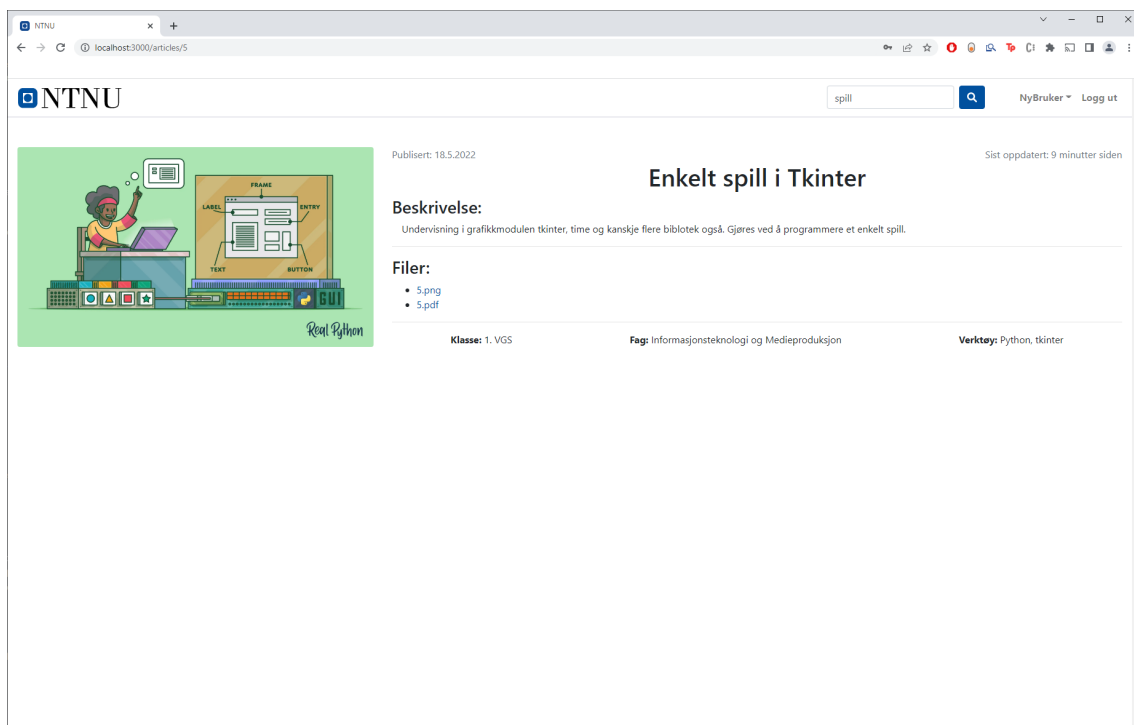 NTNU
localhost:3000/articles/5
NTNU
spill
NyBruker
Logg ut
FRAME
LABEL
ENTRY
TEXT
BUTTON
GUI
Real Python
Publisert: 18.5.2022
Sist oppdatert: 9 minutter siden
Enkelt spill i Tkinter
Beskrivelse:
Undervisning i grafikkmodulen tkinter, time og kanskje flere biblotek også. Gjøres ved å programmere et enkelt spill.
Filer:
5.png
5.pdf
Klasse: 1. VGS
Fag: Informasjonsteknologi og Medieproduksjon
Verktøy: Python, tkinter